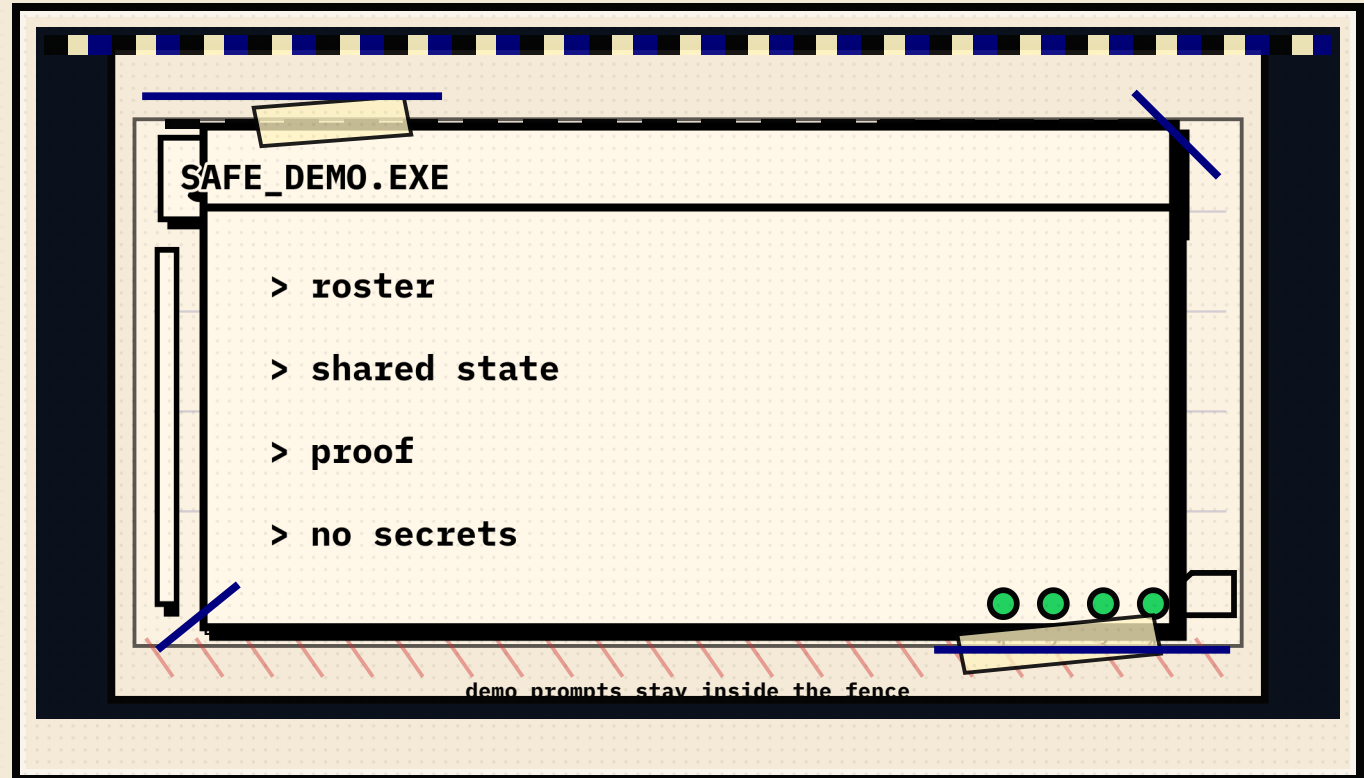 SAFE_DEMO.EXE
> roster
> shared state
> proof
> no secrets
demo prompts stay inside the fence